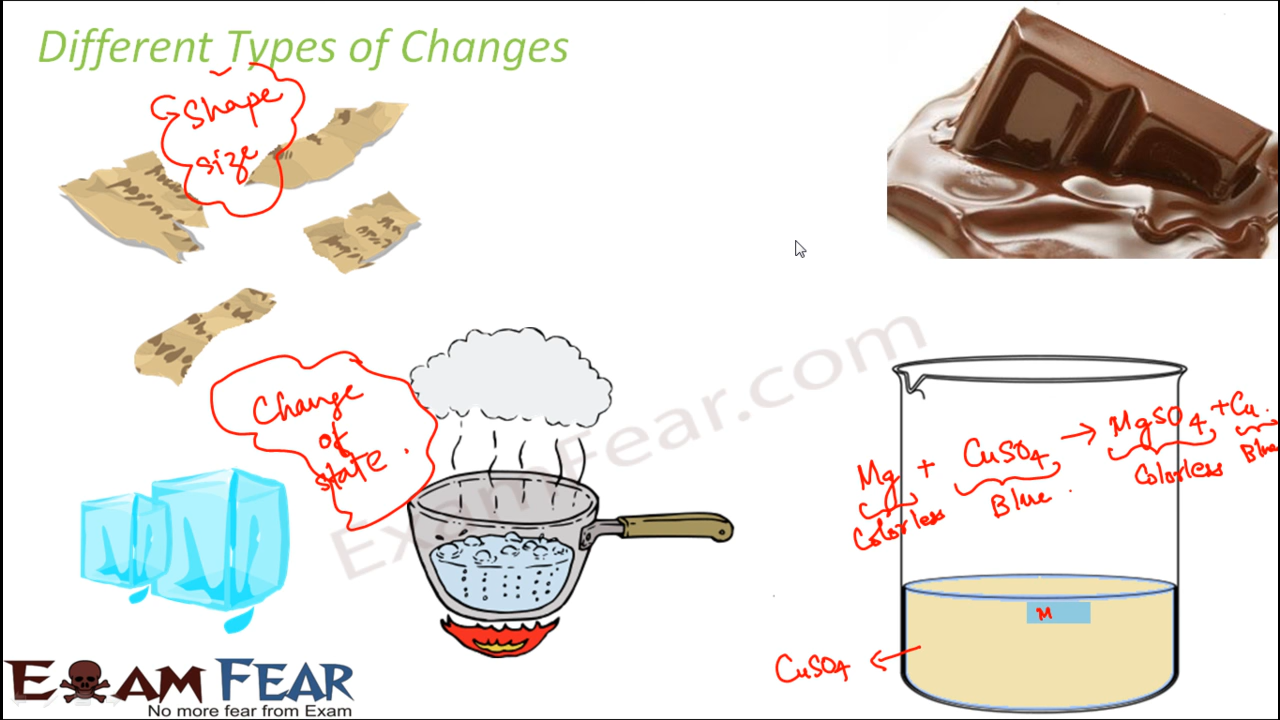 Different Types of Changes
Shape
size
Change
of
state.
ExamFear.com
Mg + CuSO4 → MgSO4 + Cu.
Colorless Blue. Colorless Blue
M
CuSO4
EXAM FEAR
No more fear from Exam